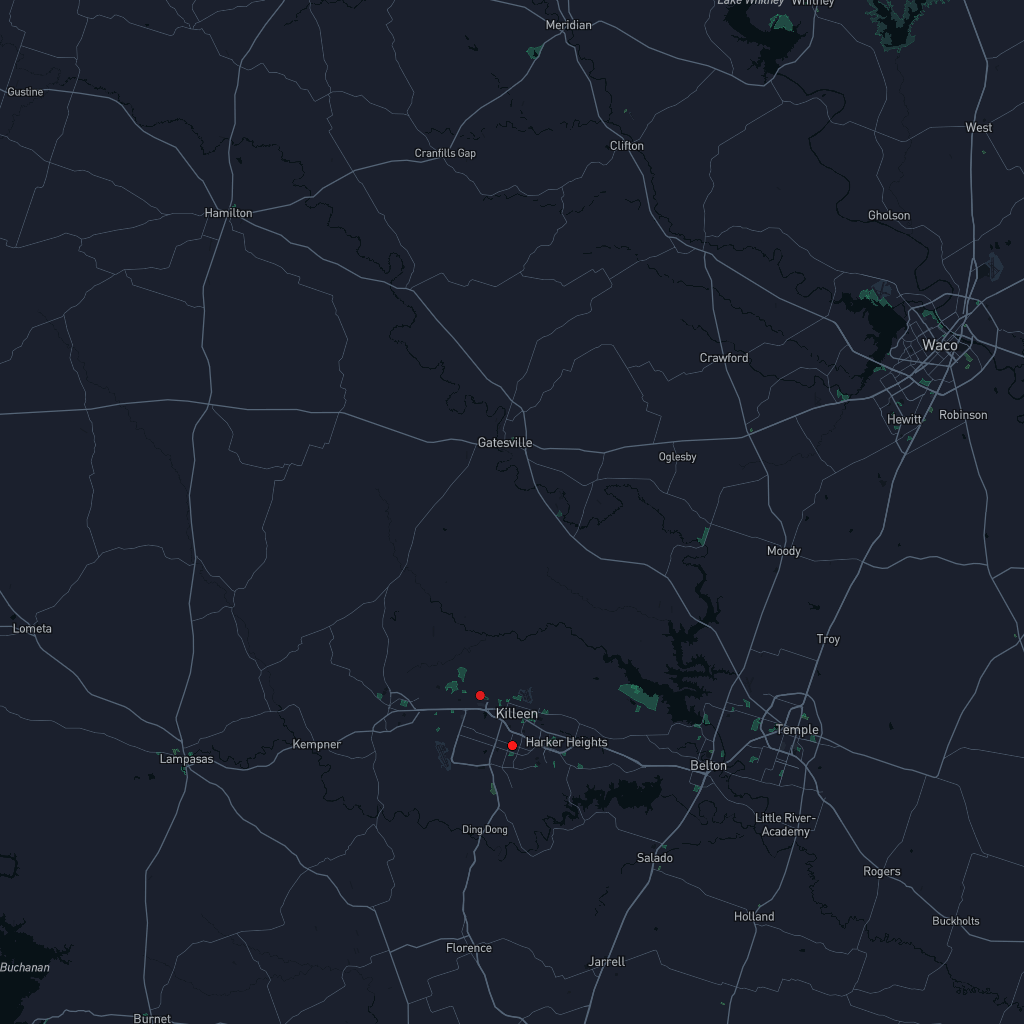 Lake Whitney
Whitney
Meridian
Gustine
West
Clifton
Cranfills Gap
Hamilton
Gholson
Waco
Crawford
Robinson
Hewitt
Gatesville
Oglesby
Moody
Lometa
Troy
Killeen
Temple
Harker Heights
Kempner
Lampasas
Belton
Little River-
Academy
Ding Dong
Salado
Rogers
Holland
Buckholts
Florence
Jarrell
Buchanan
Burnet